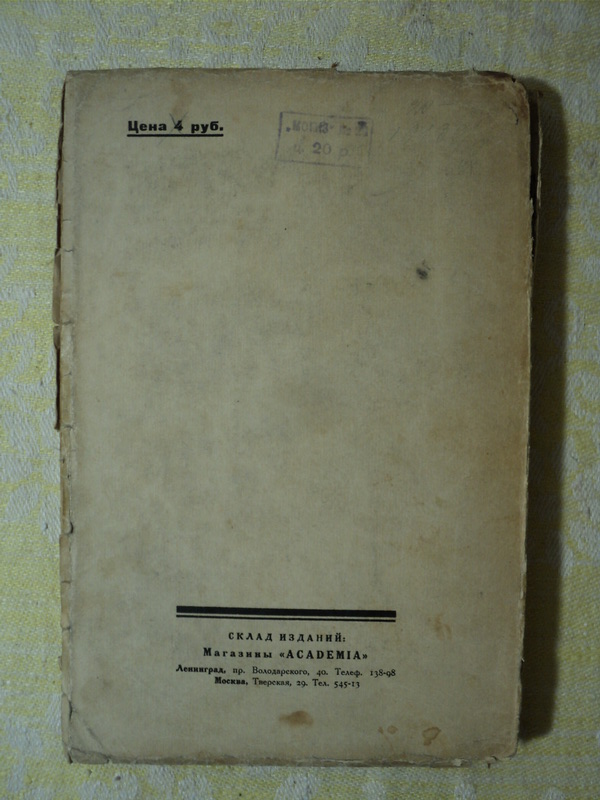 Цена 4 руб.
20 р
СКЛАД ИЗДАНИЙ:
Магазины «ACADEMIA»
Ленинград, пр. Володарского, 40. Телеф. 138-98
Москва, Тверская, 29. Тел. 545-13